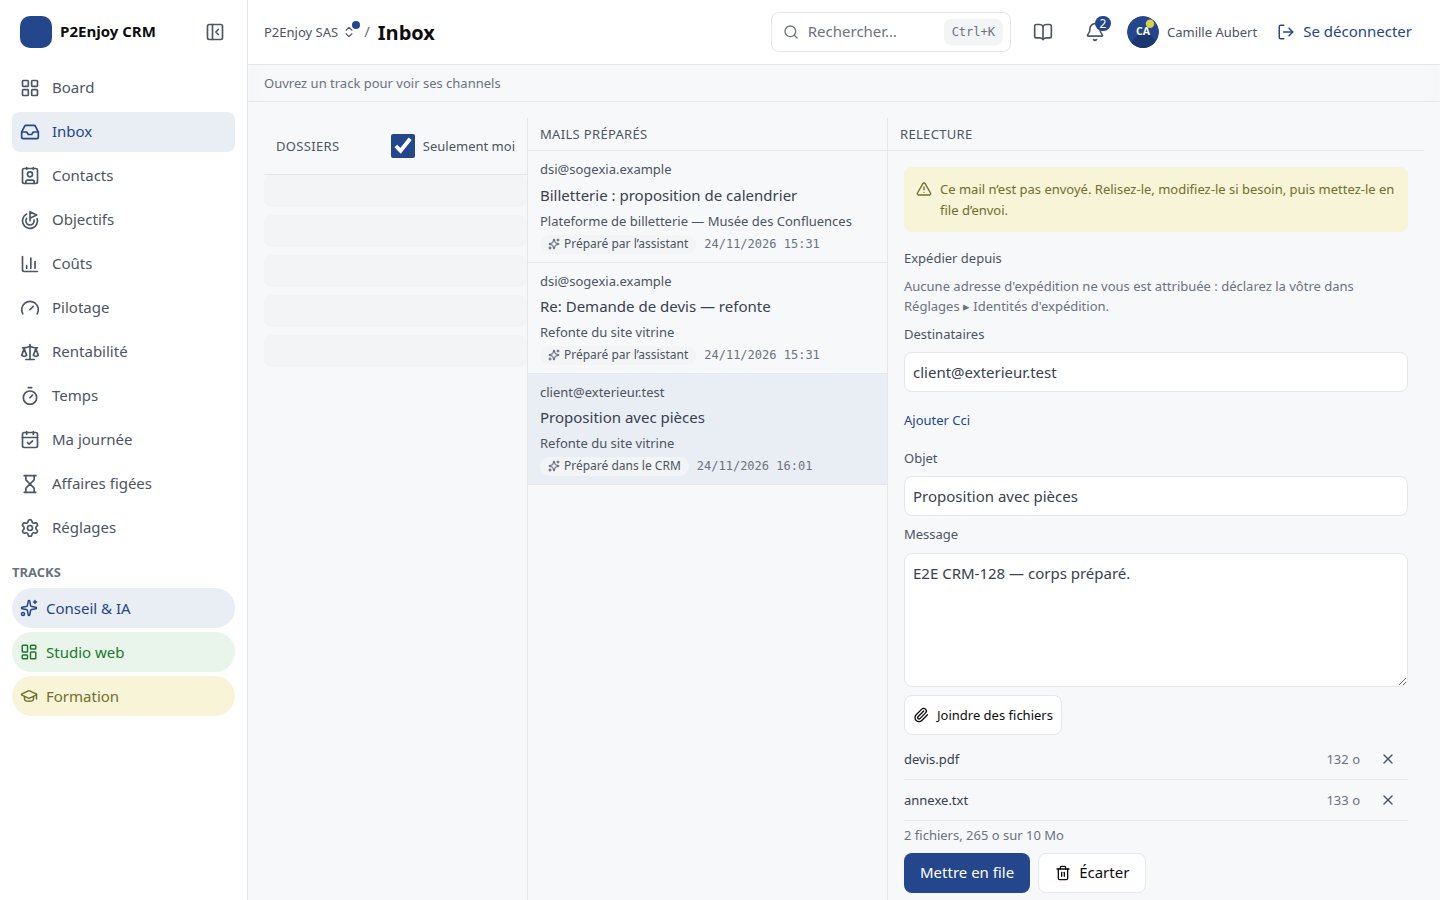 P2Enjoy CRM
Board
Inbox
Contacts
Objectifs
Coûts
Pilotage
Rentabilité
Temps
Ma journée
Affaires figées
Réglages
TRACKS
Conseil & IA
Studio web
Formation
P2Enjoy SAS / Inbox
Rechercher... Ctrl+K
2
CA Camille Aubert
Se déconnecter
Ouvrez un track pour voir ses channels
DOSSIERS Seulement moi
MAILS PRÉPARÉS
dsi@sogexia.example
Billetterie : proposition de calendrier
Plateforme de billetterie — Musée des Confluences
Préparé par l’assistant 24/11/2026 15:31
dsi@sogexia.example
Re: Demande de devis — refonte
Refonte du site vitrine
Préparé par l’assistant 24/11/2026 15:31
client@exterieur.test
Proposition avec pièces
Refonte du site vitrine
Préparé dans le CRM 24/11/2026 16:01
RELECTURE
Ce mail n’est pas envoyé. Relisez-le, modifiez-le si besoin, puis mettez-le en
file d’envoi.
Expédier depuis
Aucune adresse d'expédition ne vous est attribuée : déclarez la vôtre dans
Réglages ▸ Identités d'expédition.
Destinataires
client@exterieur.test
Ajouter Cci
Objet
Proposition avec pièces
Message
E2E CRM-128 — corps préparé.
Joindre des fichiers
devis.pdf 132 o
annexe.txt 133 o
2 fichiers, 265 o sur 10 Mo
Mettre en file
Écarter